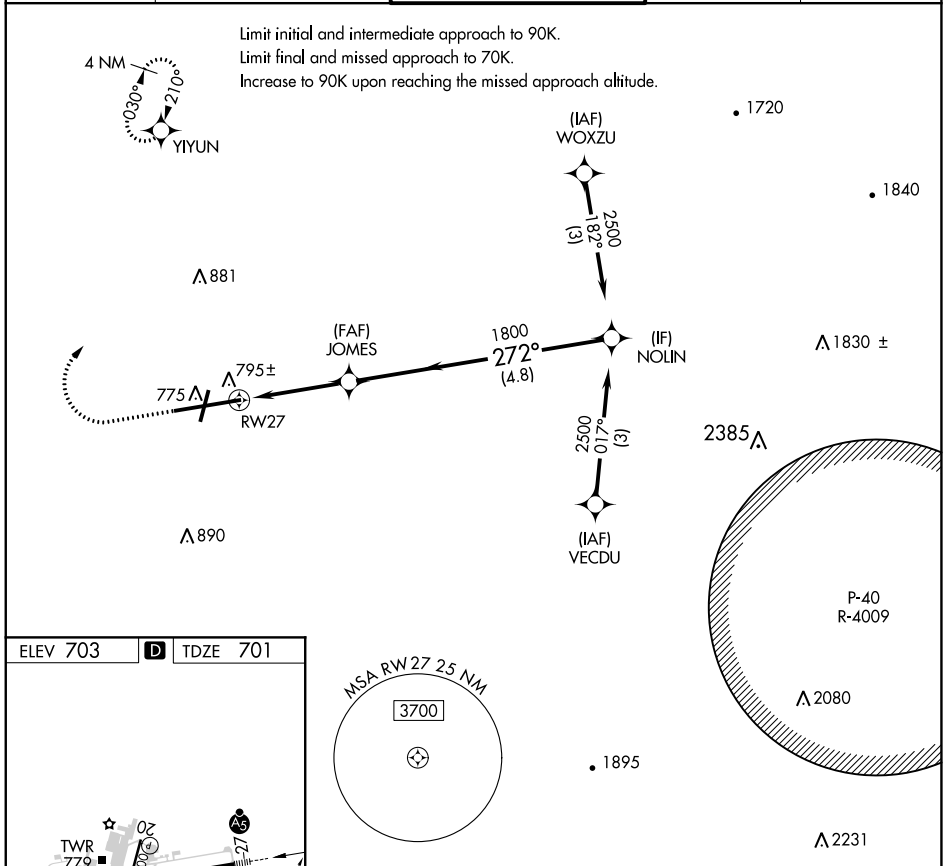 Limit initial and intermediate approach to 90K.
Limit final and missed approach to 70K.
Increase to 90K upon reaching the missed approach altitude.
4 NM
030°
210°
YIYUN
(IAF)
WOXZU
1720
1840
2500
182°
(3)
881
(FAF)
JOMES
1800
272°
(4.8)
(IF)
NOLIN
1830 ±
775
795±
RW27
2500
017°
(3)
2385
890
(IAF)
VECDU
P-40
R-4009
ELEV 703
D
TDZE 701
MSA RW27 25 NM
3700
2080
1895
2231
20
P
A5
27
TWR
779